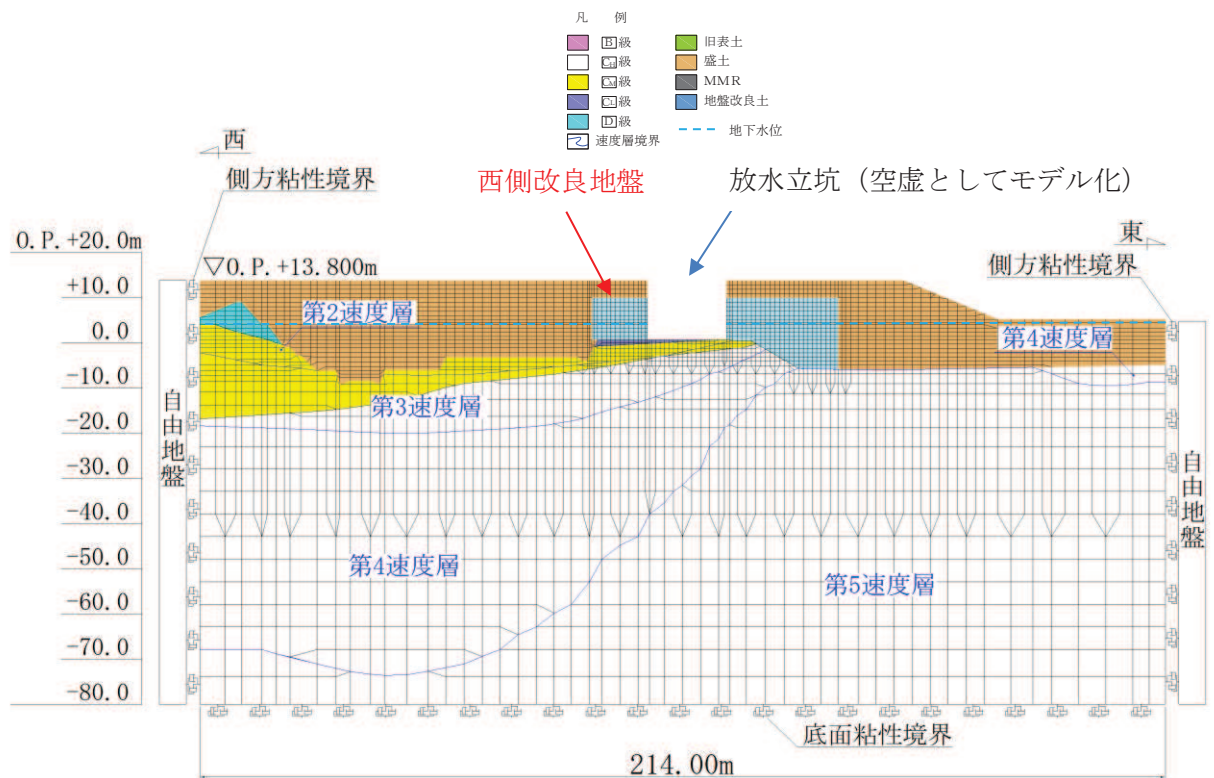 凡 例
B級
CH級
CM級
CL級
D級
速度層境界
旧表土
盛土
MMR
地盤改良土
地下水位
西
側方粘性境界
西側改良地盤
放水立坑（空虚としてモデル化）
O.P.+20.0m
▽O.P.+13.800m
東
側方粘性境界
+10.0
0.0
-10.0
-20.0
-30.0
-40.0
-50.0
-60.0
-70.0
-80.0
第2速度層
第4速度層
第3速度層
自由地盤
自由地盤
第4速度層
第5速度層
底面粘性境界
214.00m